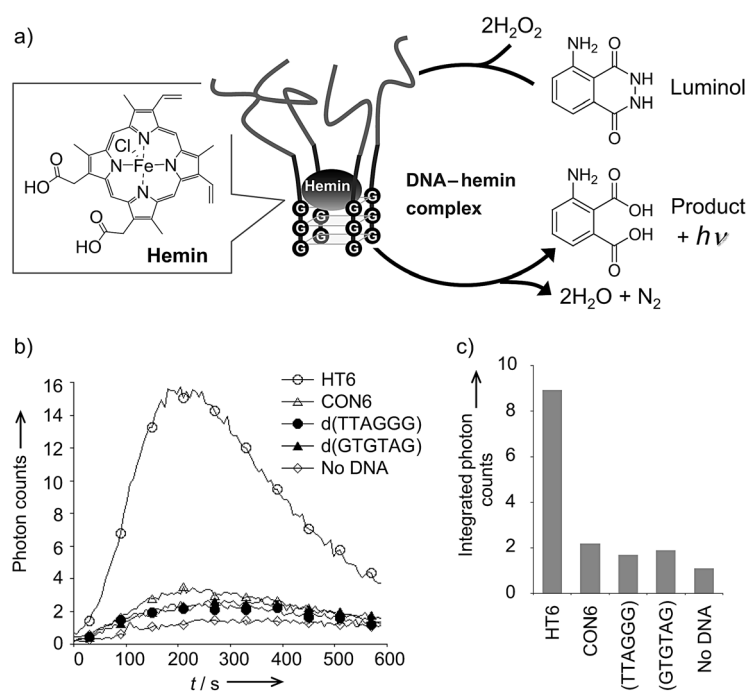 a)
2H₂O₂
NH₂
O
NH
NH
O
Luminol
Cl
N
N
Fe
N
N
O
HO
O
HO
Hemin
Hemin
G
G
G
G
G
G
G
G
DNA–hemin
complex
NH₂
O
OH
OH
O
Product
+ hν
2H₂O + N₂
b)
Photon counts
16
14
12
10
8
6
4
2
0
0
100
200
300
400
500
600
t / s
HT6
CON6
d(TTAGGG)
d(GTGTAG)
No DNA
c)
Integrated photon
counts
10
8
6
4
2
0
HT6
CON6
(TTAGGG)
(GTGTAG)
No DNA